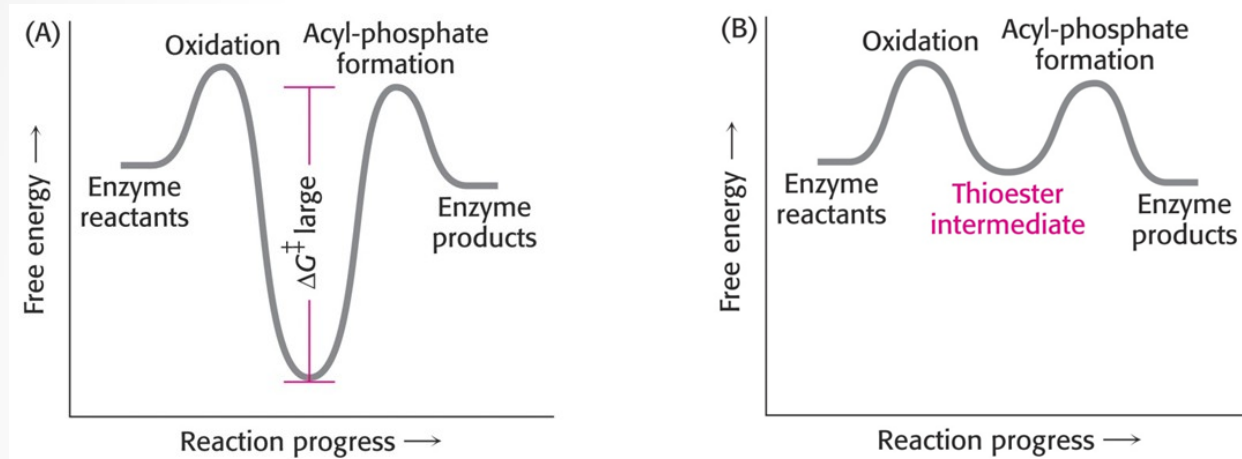 (A)
Oxidation
Acyl-phosphate
formation
Enzyme
reactants
ΔG‡ large
Enzyme
products
Free energy →
Reaction progress →
(B)
Oxidation
Acyl-phosphate
formation
Enzyme
reactants
Thioester
intermediate
Enzyme
products
Free energy →
Reaction progress →